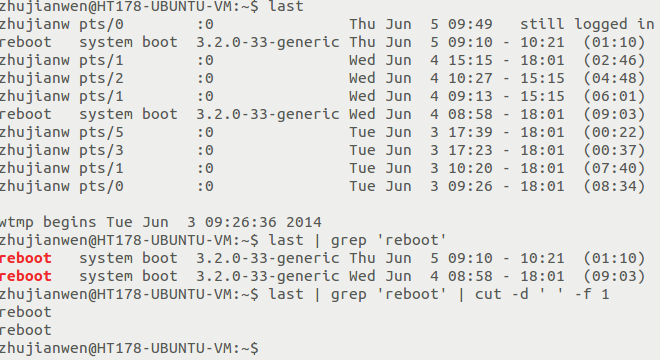 zhujianwen@HT178-UBUNTU-VM:~$ last
zhujianw pts/0        :0               Thu Jun  5 09:49   still logged in
reboot   system boot  3.2.0-33-generic Thu Jun  5 09:10 - 10:21  (01:10)
zhujianw pts/1        :0               Wed Jun  4 15:15 - 18:01  (02:46)
zhujianw pts/2        :0               Wed Jun  4 10:27 - 15:15  (04:48)
zhujianw pts/1        :0               Wed Jun  4 09:13 - 15:15  (06:01)
reboot   system boot  3.2.0-33-generic Wed Jun  4 08:58 - 18:01  (09:03)
zhujianw pts/5        :0               Tue Jun  3 17:39 - 18:01  (00:22)
zhujianw pts/3        :0               Tue Jun  3 17:23 - 18:01  (00:37)
zhujianw pts/1        :0               Tue Jun  3 10:20 - 18:01  (07:40)
zhujianw pts/0        :0               Tue Jun  3 09:26 - 18:01  (08:34)

wtmp begins Tue Jun  3 09:26:36 2014
zhujianwen@HT178-UBUNTU-VM:~$ last | grep 'reboot'
reboot   system boot  3.2.0-33-generic Thu Jun  5 09:10 - 10:21  (01:10)
reboot   system boot  3.2.0-33-generic Wed Jun  4 08:58 - 18:01  (09:03)
zhujianwen@HT178-UBUNTU-VM:~$ last | grep 'reboot' | cut -d ' ' -f 1
reboot
reboot
zhujianwen@HT178-UBUNTU-VM:~$